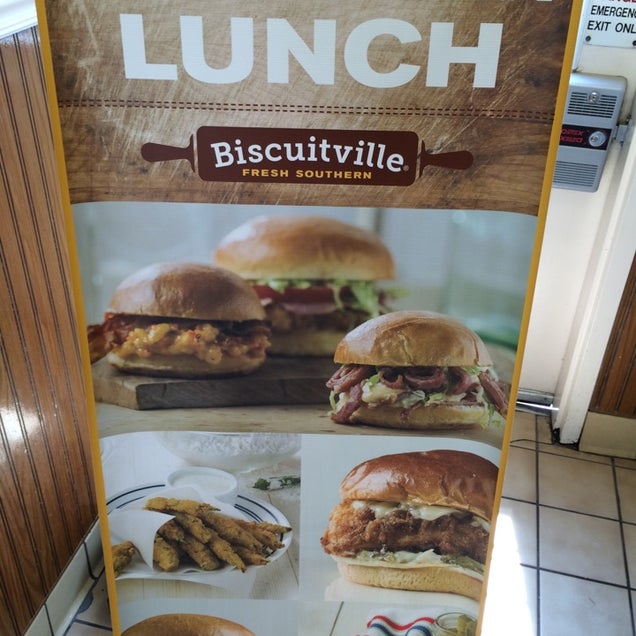 LUNCH
Biscuitville®
FRESH SOUTHERN
EMERGENC
EXIT ONL